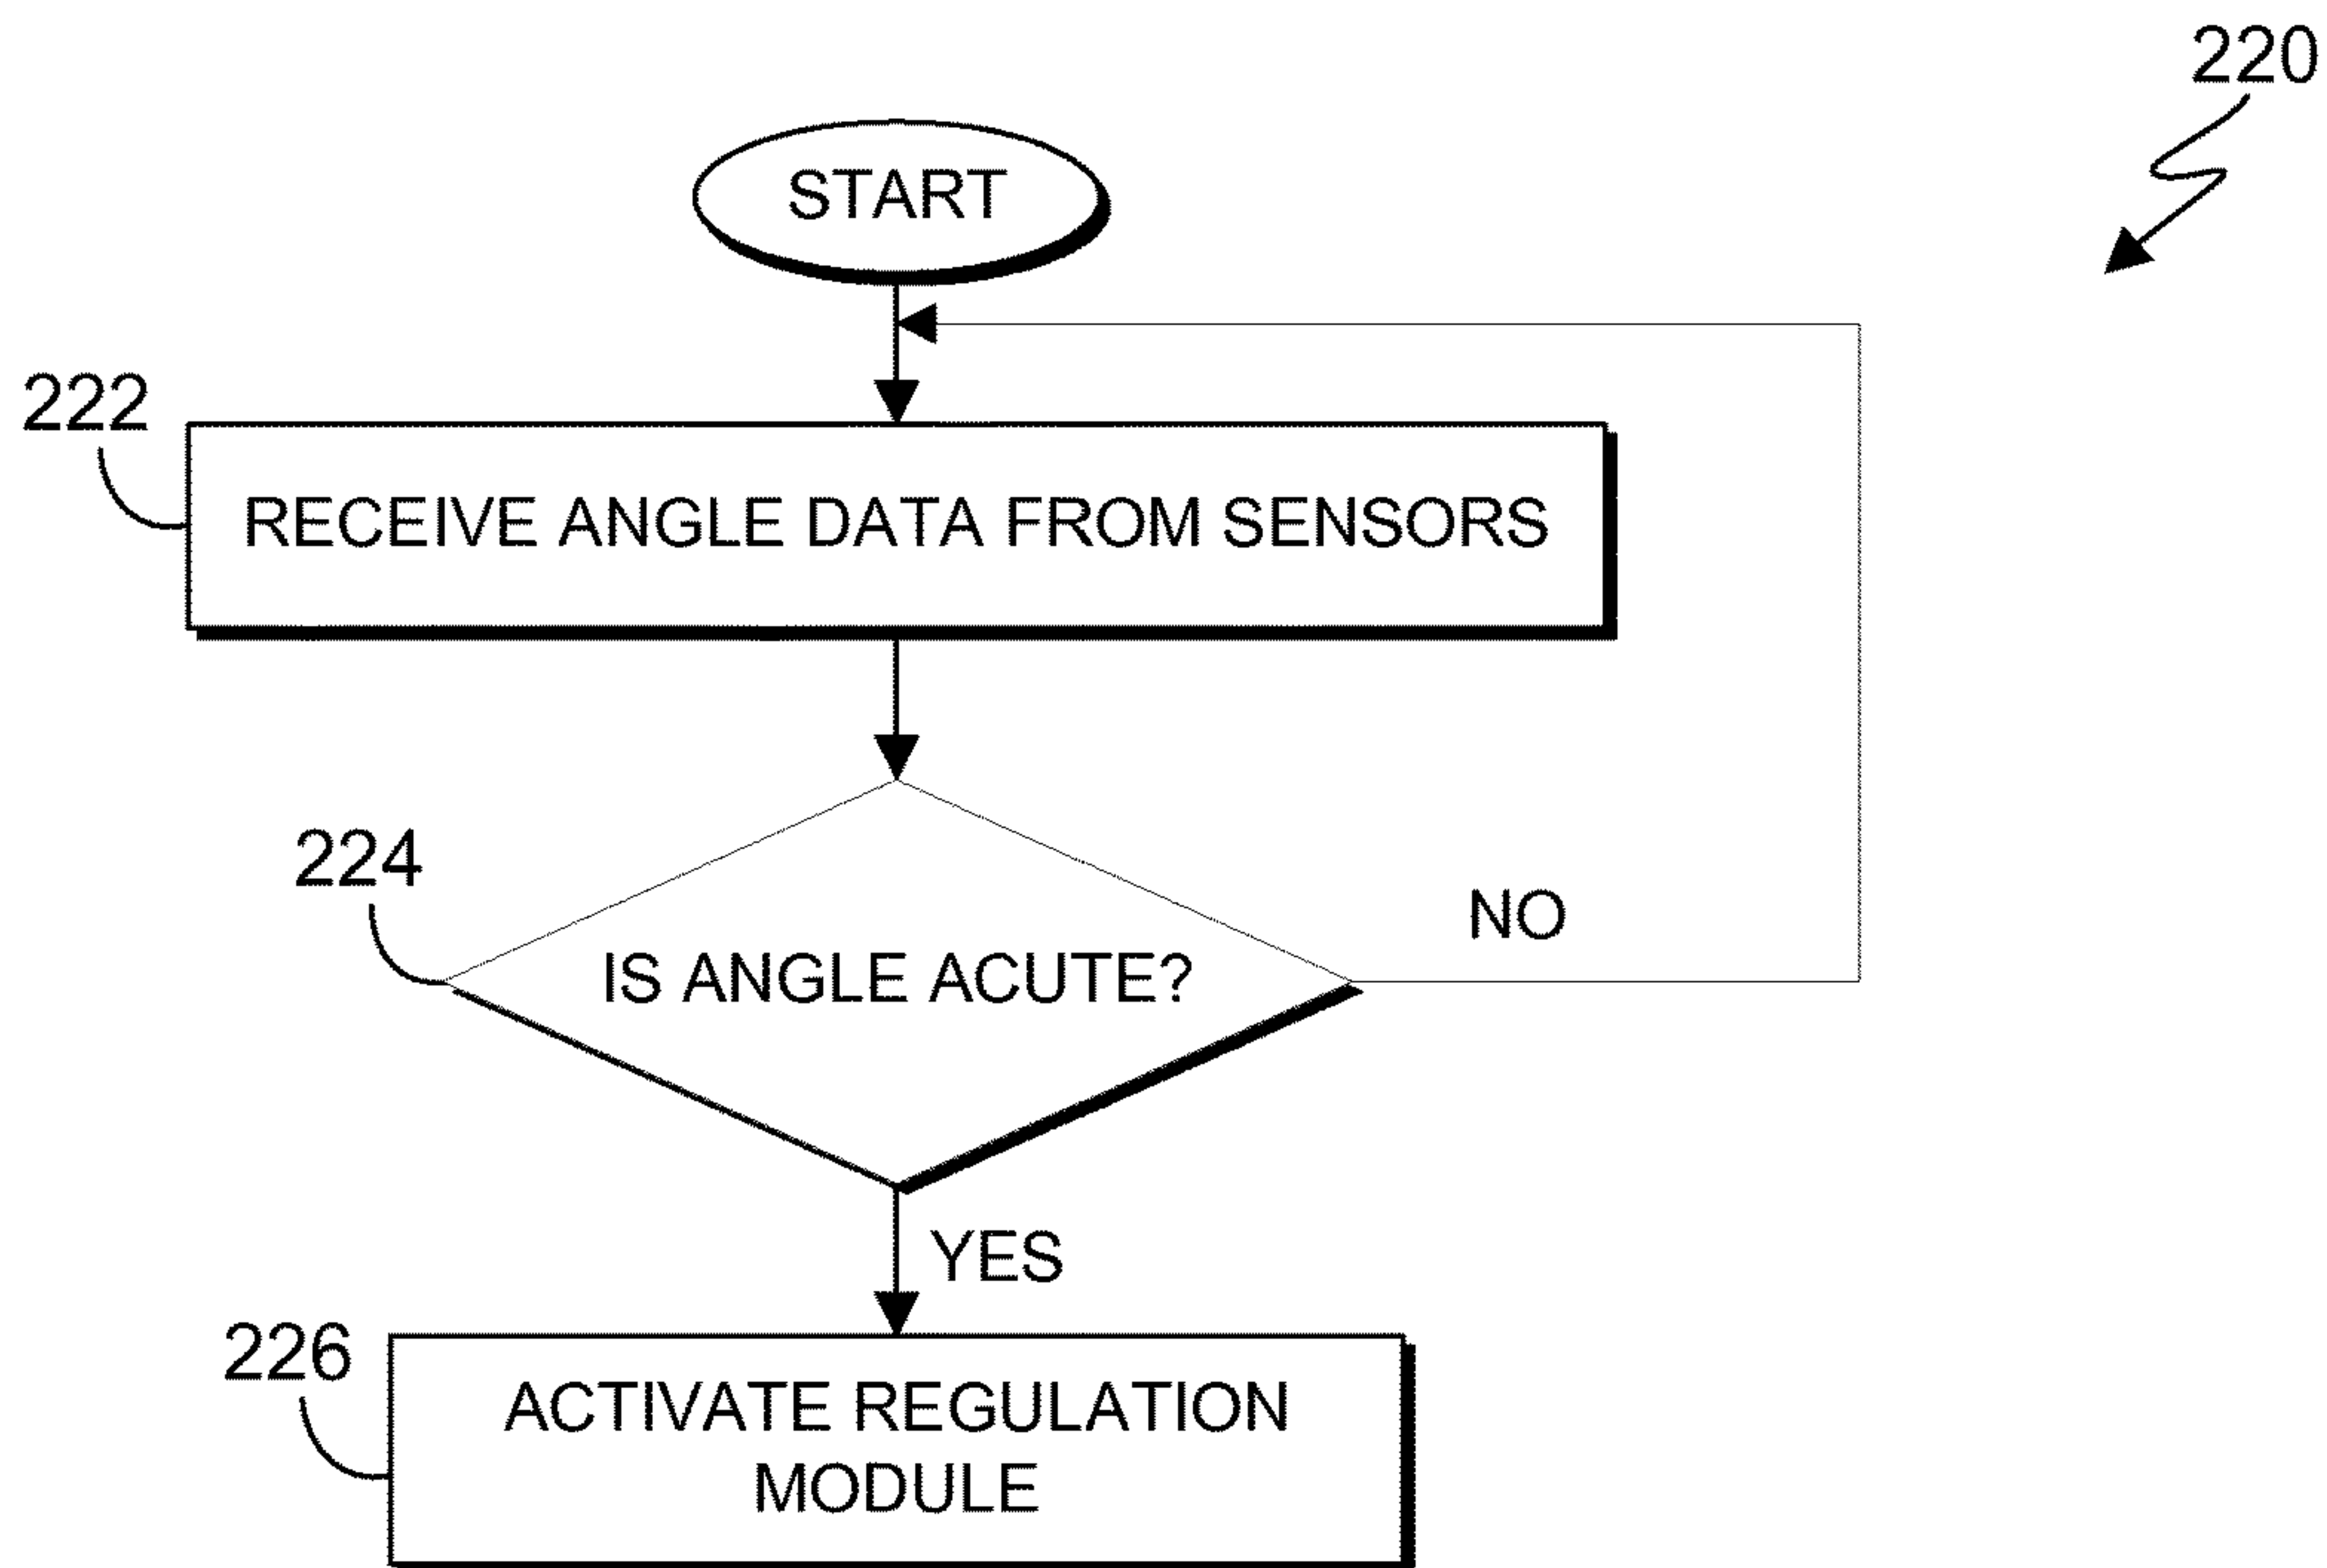 220
START
222
RECEIVE ANGLE DATA FROM SENSORS
224
IS ANGLE ACUTE?
NO
YES
226
ACTIVATE REGULATION
MODULE